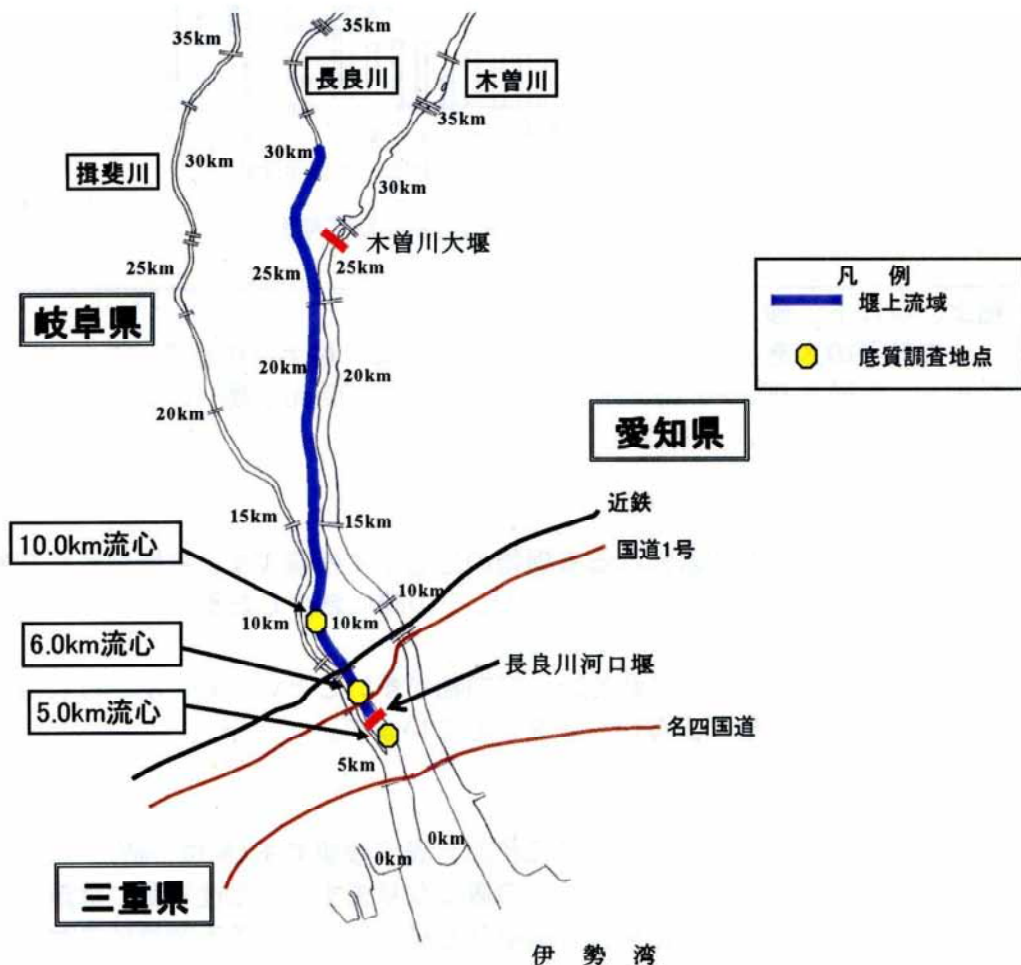 35km
35km
長良川
木曽川
35km
30km
揖斐川
30km
30km
木曽川大堰
25km
25km
25km
凡 例
堰上流域
底質調査地点
岐阜県
20km
20km
20km
愛知県
近鉄
15km
15km
国道1号
10.0km流心
10km
10km
10km
6.0km流心
長良川河口堰
5.0km流心
名四国道
5km
0km
0km
三重県
伊 勢 湾